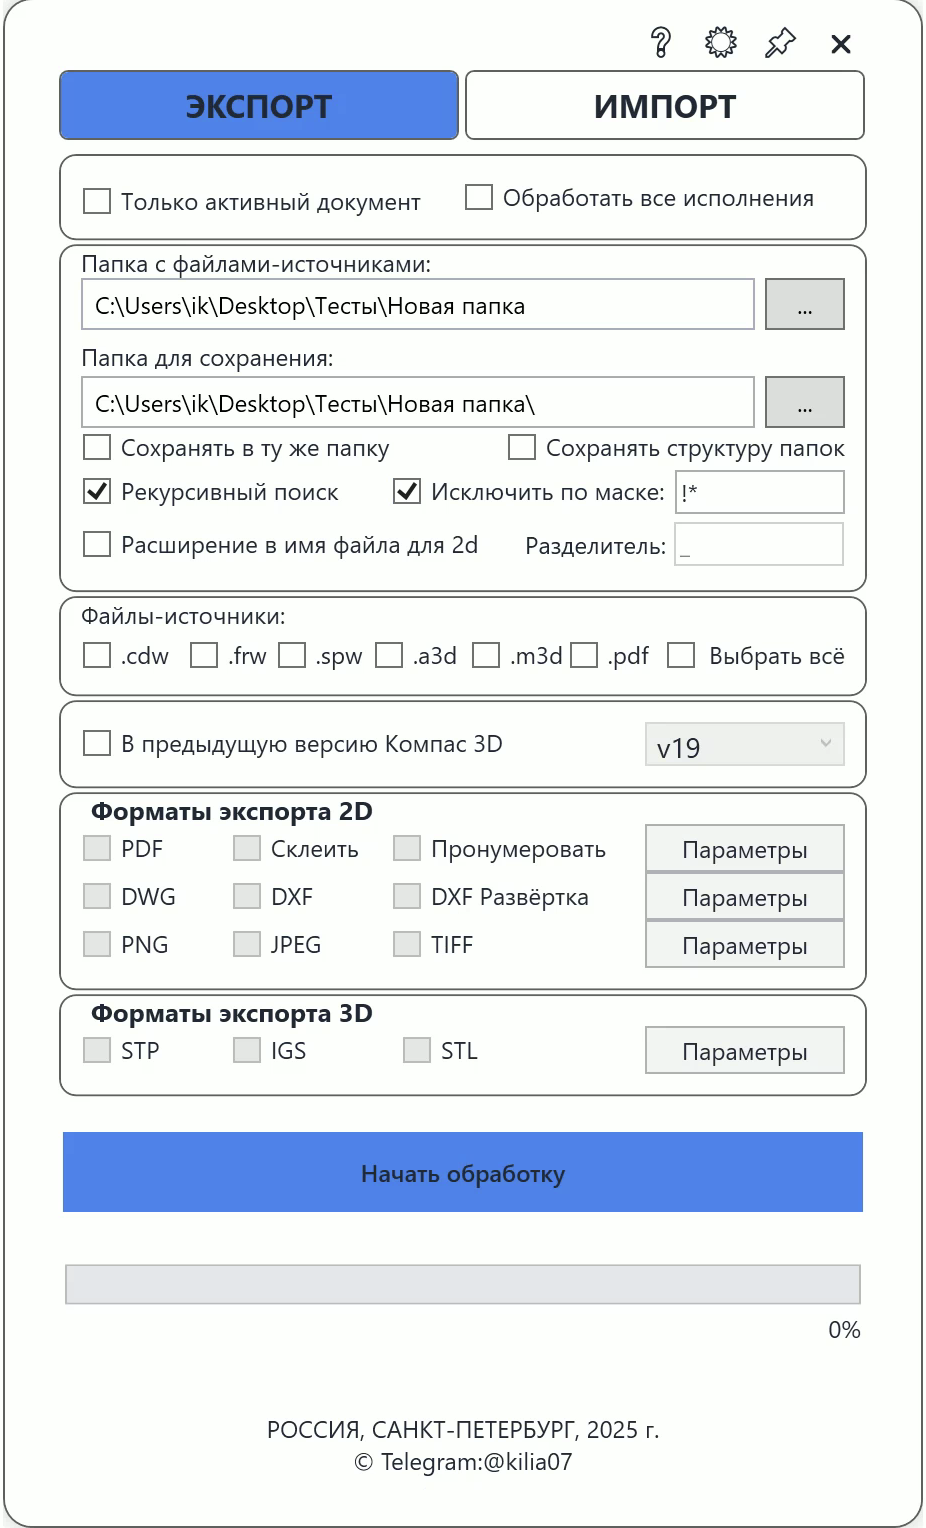 ЭКСПОРТ ИМПОРТ
Только активный документ Обработать все исполнения
Папка с файлами-источниками:
C:\Users\ik\Desktop\Тесты\Новая папка ...
Папка для сохранения:
C:\Users\ik\Desktop\Тесты\Новая папка\ ...
Сохранять в ту же папку Сохранять структуру папок
Рекурсивный поиск Исключить по маске: !*
Расширение в имя файла для 2d Разделитель: _
Файлы-источники:
.cdw .frw .spw .a3d .m3d .pdf Выбрать всё
В предыдущую версию Компас 3D v19
Форматы экспорта 2D
PDF Склеить Пронумеровать Параметры
DWG DXF DXF Развёртка Параметры
PNG JPEG TIFF Параметры
Форматы экспорта 3D
STP IGS STL Параметры
Начать обработку
0%
РОССИЯ, САНКТ-ПЕТЕРБУРГ, 2025 г.
© Telegram:@kilia07